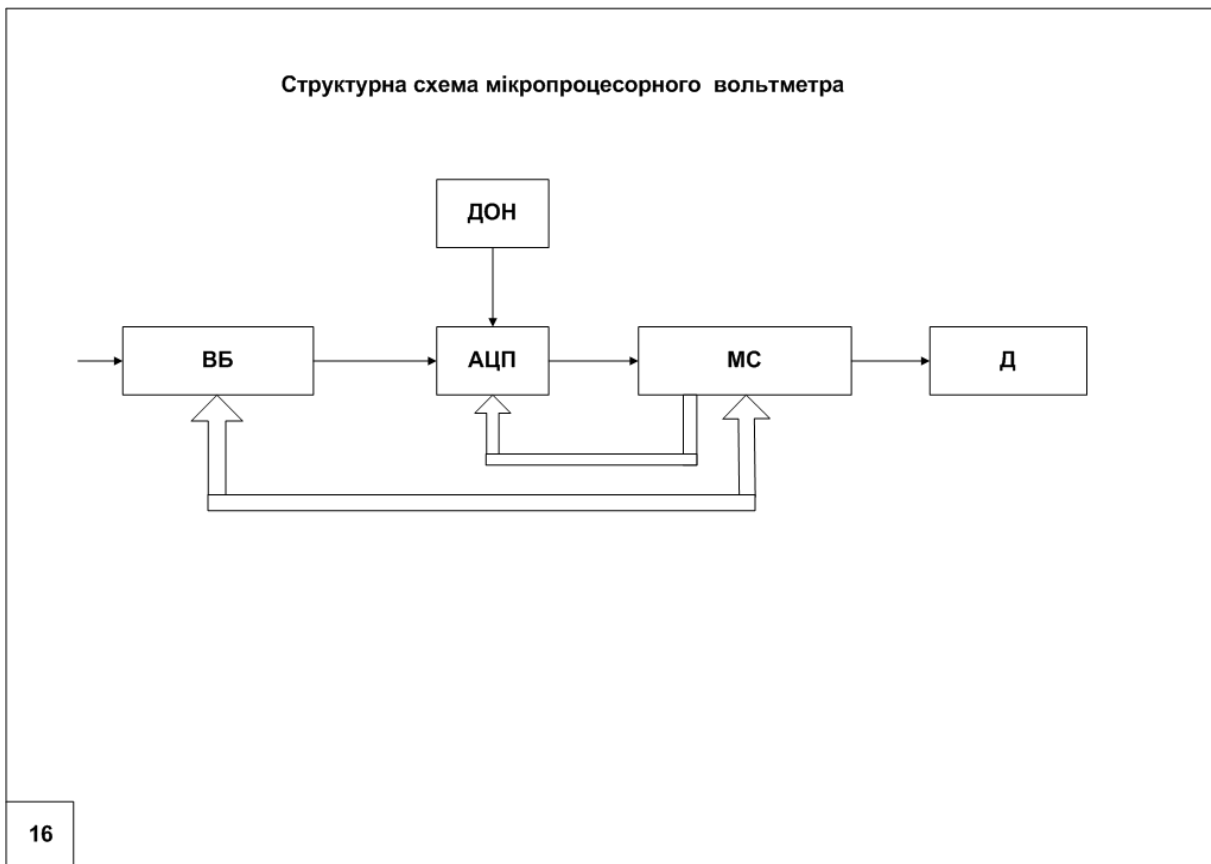 Структурна схема мікропроцесорного вольтметра
ДОН
ВБ
АЦП
МС
Д
16